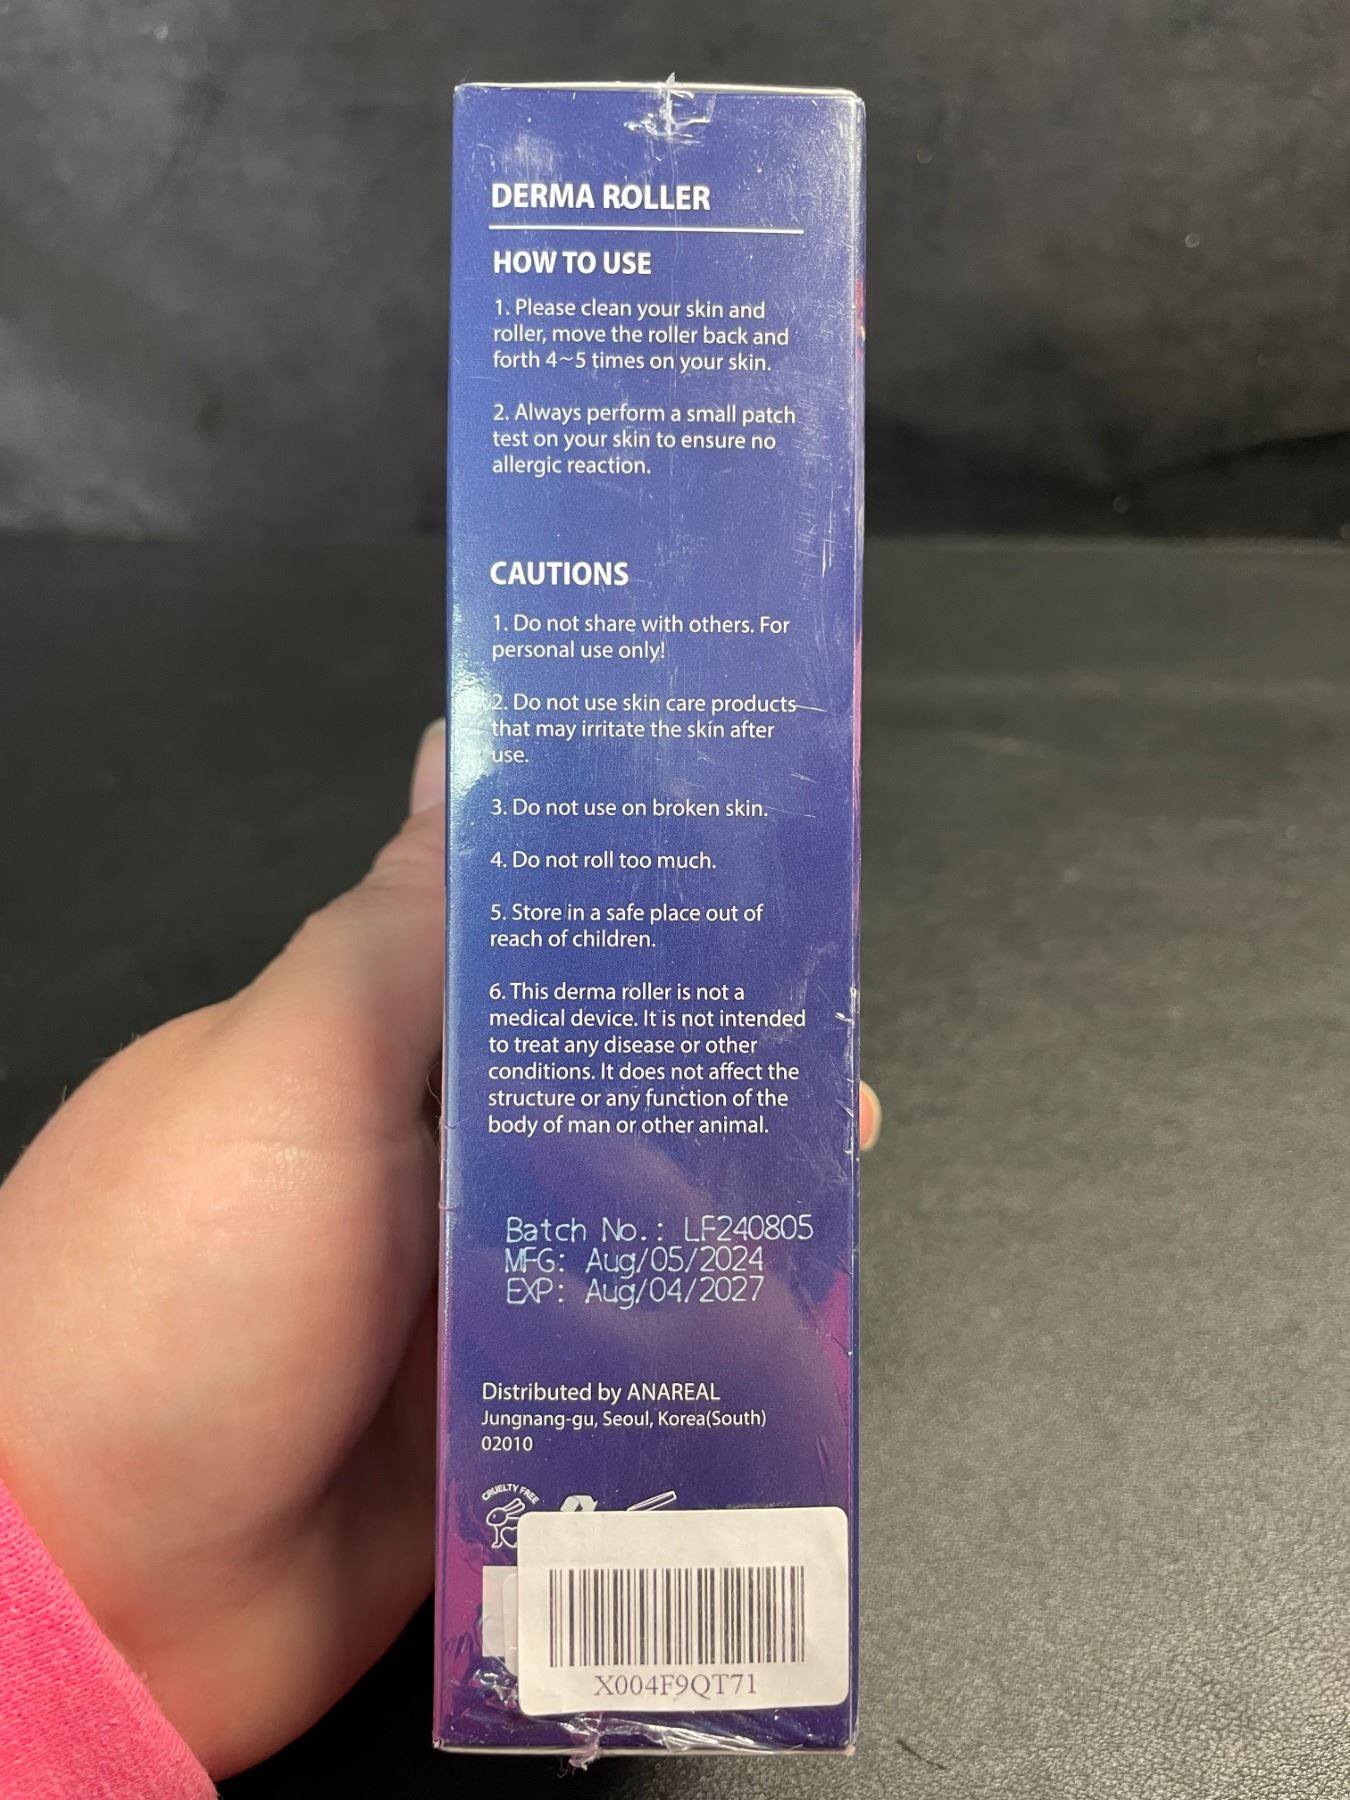 DERMA ROLLER
HOW TO USE
1. Please clean your skin and
roller, move the roller back and
forth 4~5 times on your skin.
2. Always perform a small patch
test on your skin to ensure no
allergic reaction.
CAUTIONS
1. Do not share with others. For
personal use only!
2. Do not use skin care products
that may irritate the skin after
use.
3. Do not use on broken skin.
4. Do not roll too much.
5. Store in a safe place out of
reach of children.
6. This derma roller is not a
medical device. It is not intended
to treat any disease or other
conditions. It does not affect the
structure or any function of the
body of man or other animal.
Batch No.: LF240805
MFG: Aug/05/2024
EXP: Aug/04/2027
Distributed by ANAREAL
Jungnang-gu, Seoul, Korea(South)
02010
CRUELTY FREE
X004F9QT71